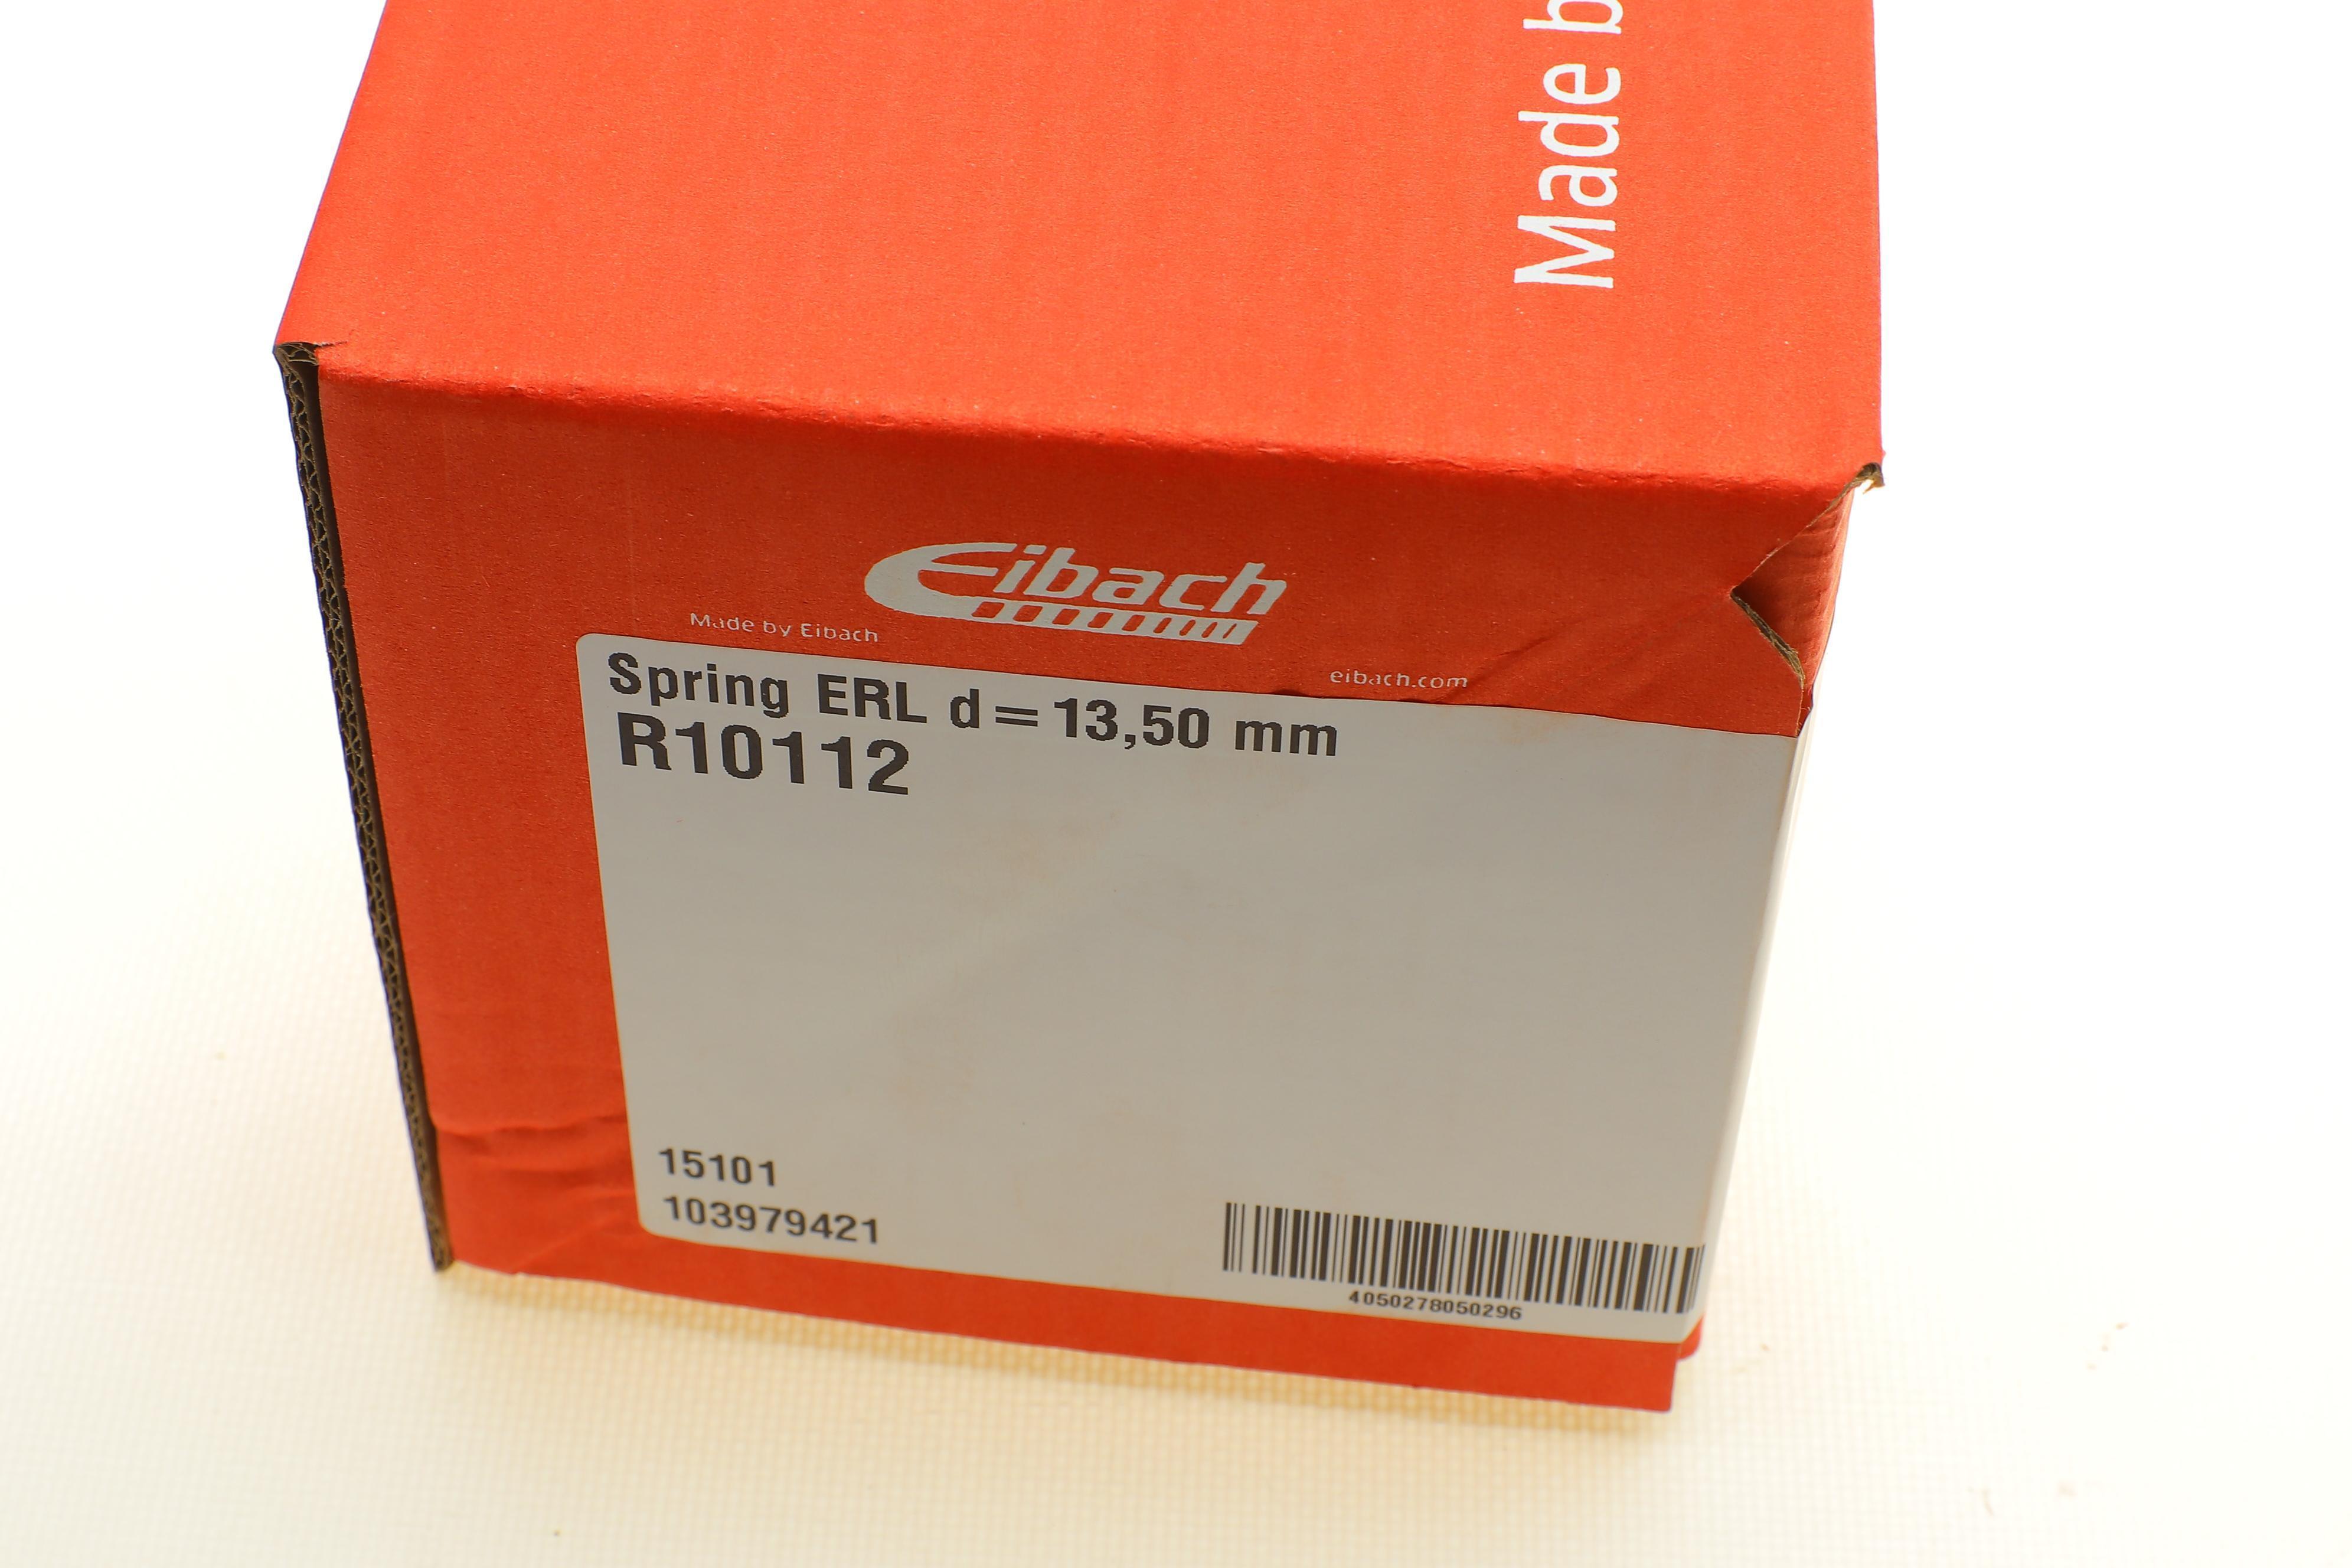 Made b
Eibach
Made by Eibach
eibach.com
Spring ERL d=13,50 mm
R10112
15101
103979421
4050278050296